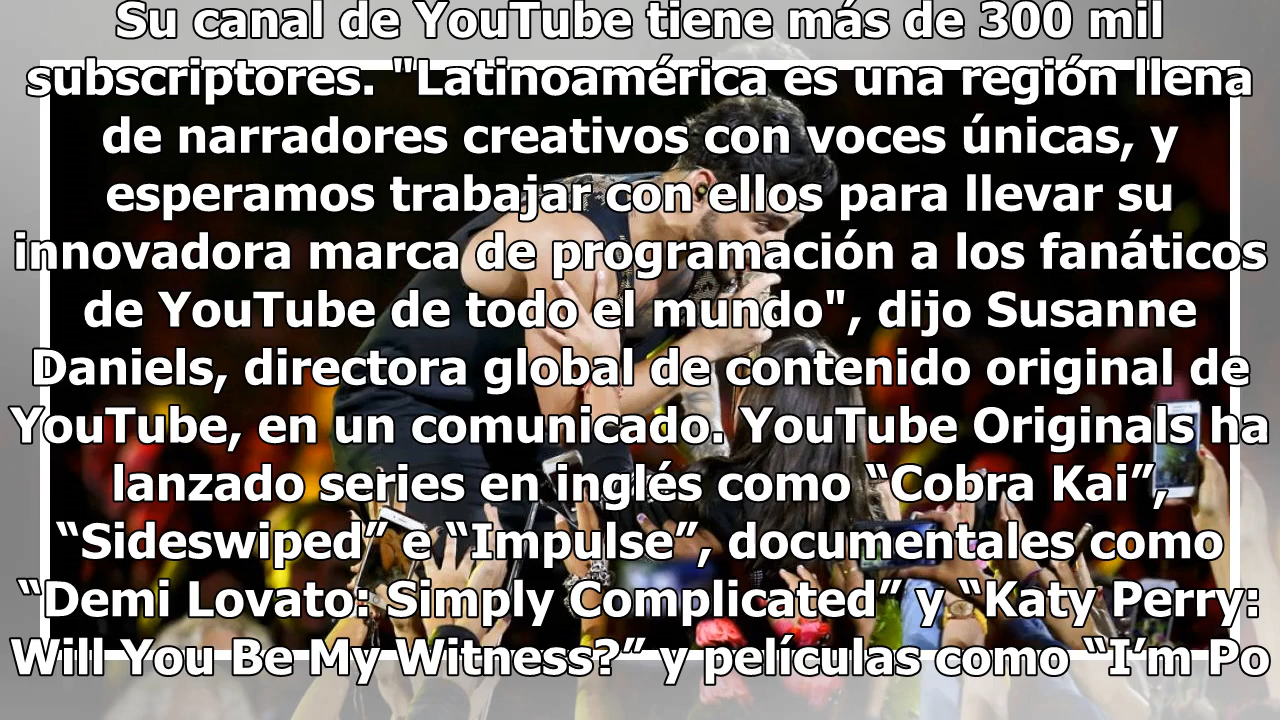 Su canal de YouTube tiene más de 300 mil
subscriptores. "Latinoamérica es una región llena
de narradores creativos con voces únicas, y
esperamos trabajar con ellos para llevar su
innovadora marca de programación a los fanáticos
de YouTube de todo el mundo", dijo Susanne
Daniels, directora global de contenido original de
YouTube, en un comunicado. YouTube Originals ha
lanzado series en inglés como “Cobra Kai”,
“Sideswiped” e “Impulse”, documentales como
“Demi Lovato: Simply Complicated” y “Katy Perry:
Will You Be My Witness?” y películas como “I’m Po